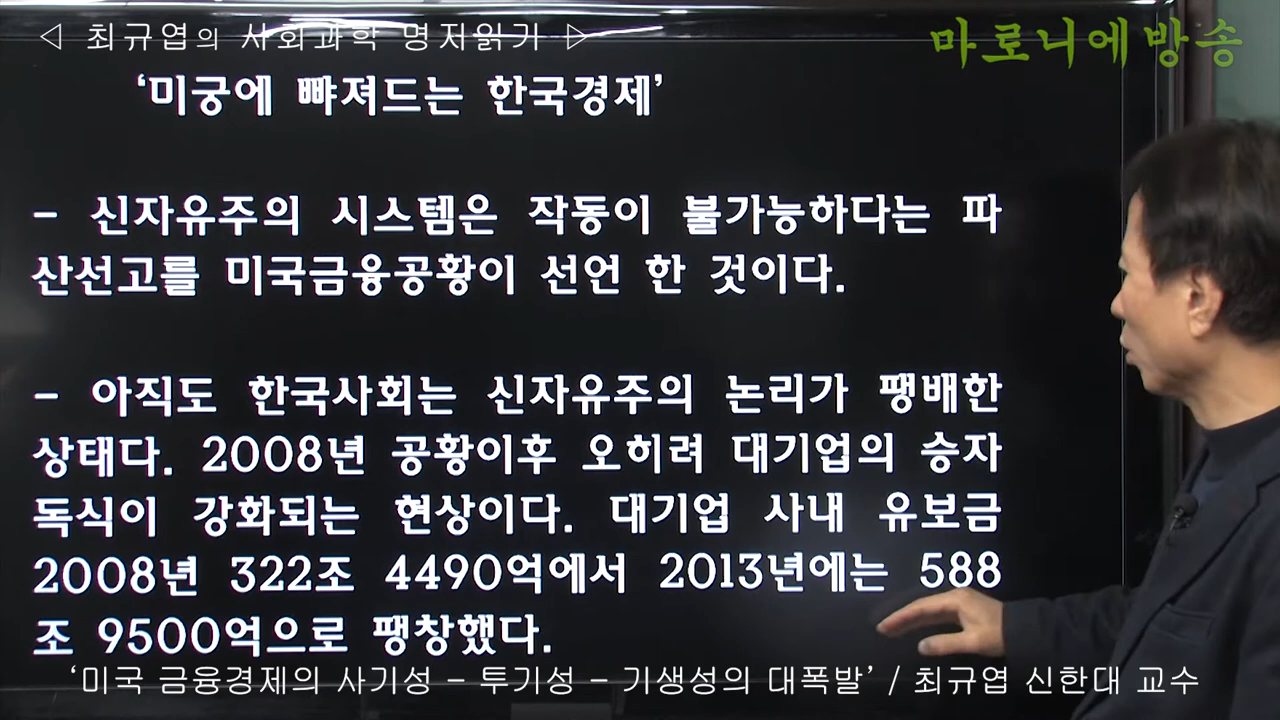 ◁ 최규엽의 사회과학 명저읽기 ▷
마로니에방송
‘미궁에 뺘져드는 한국경제’
- 신자유주의 시스템은 작동이 불가능하다는 파
산선고를 미국금융공황이 선언 한 것이다.
- 아직도 한국사회는 신자유주의 논리가 팽배한
상태다. 2008년 공황이후 오히려 대기업의 승자
독식이 강화되는 현상이다. 대기업 사내 유보금
2008년 322조 4490억에서 2013년에는 588
조 9500억으로 팽창했다.
‘미국 금융경제의 사기성 - 투기성 - 기생성의 대폭발’ / 최규엽 신한대 교수